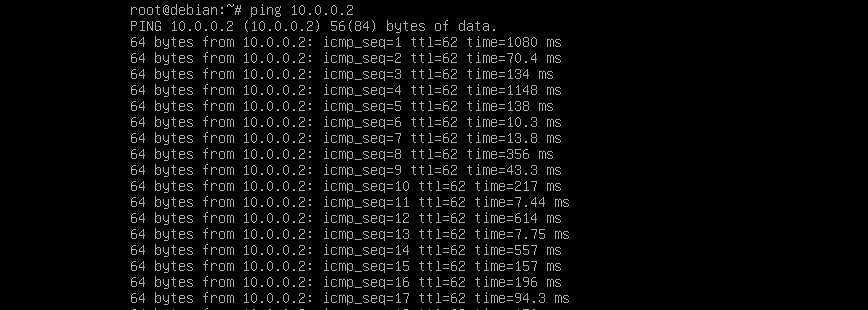 root@debian:~# ping 10.0.0.2
PING 10.0.0.2 (10.0.0.2) 56(84) bytes of data.
64 bytes from 10.0.0.2: icmp_seq=1 ttl=62 time=1080 ms
64 bytes from 10.0.0.2: icmp_seq=2 ttl=62 time=70.4 ms
64 bytes from 10.0.0.2: icmp_seq=3 ttl=62 time=134 ms
64 bytes from 10.0.0.2: icmp_seq=4 ttl=62 time=1148 ms
64 bytes from 10.0.0.2: icmp_seq=5 ttl=62 time=138 ms
64 bytes from 10.0.0.2: icmp_seq=6 ttl=62 time=10.3 ms
64 bytes from 10.0.0.2: icmp_seq=7 ttl=62 time=13.8 ms
64 bytes from 10.0.0.2: icmp_seq=8 ttl=62 time=356 ms
64 bytes from 10.0.0.2: icmp_seq=9 ttl=62 time=43.3 ms
64 bytes from 10.0.0.2: icmp_seq=10 ttl=62 time=217 ms
64 bytes from 10.0.0.2: icmp_seq=11 ttl=62 time=7.44 ms
64 bytes from 10.0.0.2: icmp_seq=12 ttl=62 time=614 ms
64 bytes from 10.0.0.2: icmp_seq=13 ttl=62 time=7.75 ms
64 bytes from 10.0.0.2: icmp_seq=14 ttl=62 time=557 ms
64 bytes from 10.0.0.2: icmp_seq=15 ttl=62 time=157 ms
64 bytes from 10.0.0.2: icmp_seq=16 ttl=62 time=196 ms
64 bytes from 10.0.0.2: icmp_seq=17 ttl=62 time=94.3 ms